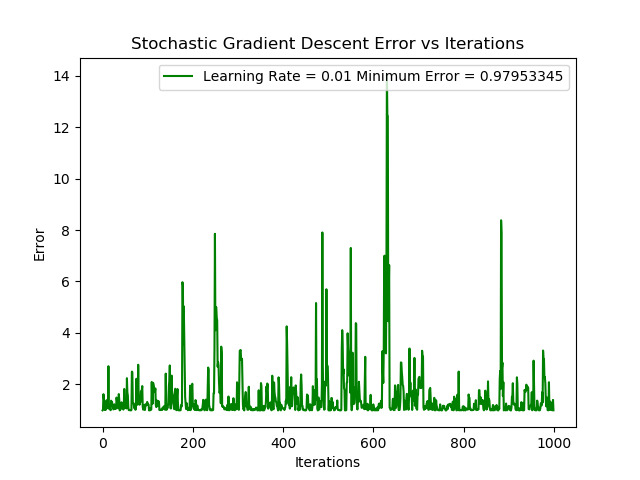 Stochastic Gradient Descent Error vs Iterations
Learning Rate = 0.01 Minimum Error = 0.97953345
14
12
10
8
6
4
2
Error
0 200 400 600 800 1000
Iterations